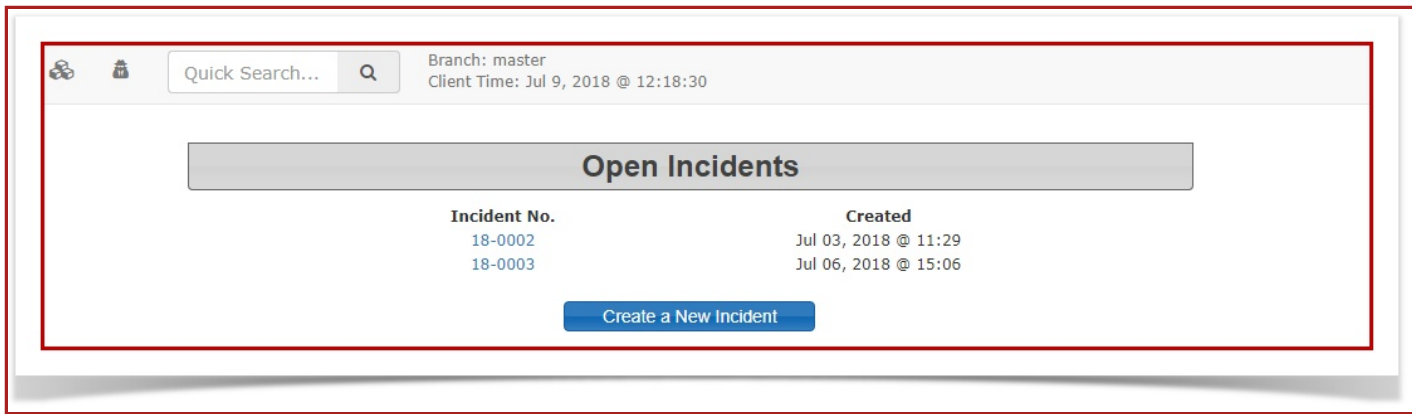 Quick Search...
Branch: master
Client Time: Jul 9, 2018 @ 12:18:30
Open Incidents
Incident No. Created
18-0002 Jul 03, 2018 @ 11:29
18-0003 Jul 06, 2018 @ 15:06
Create a New Incident